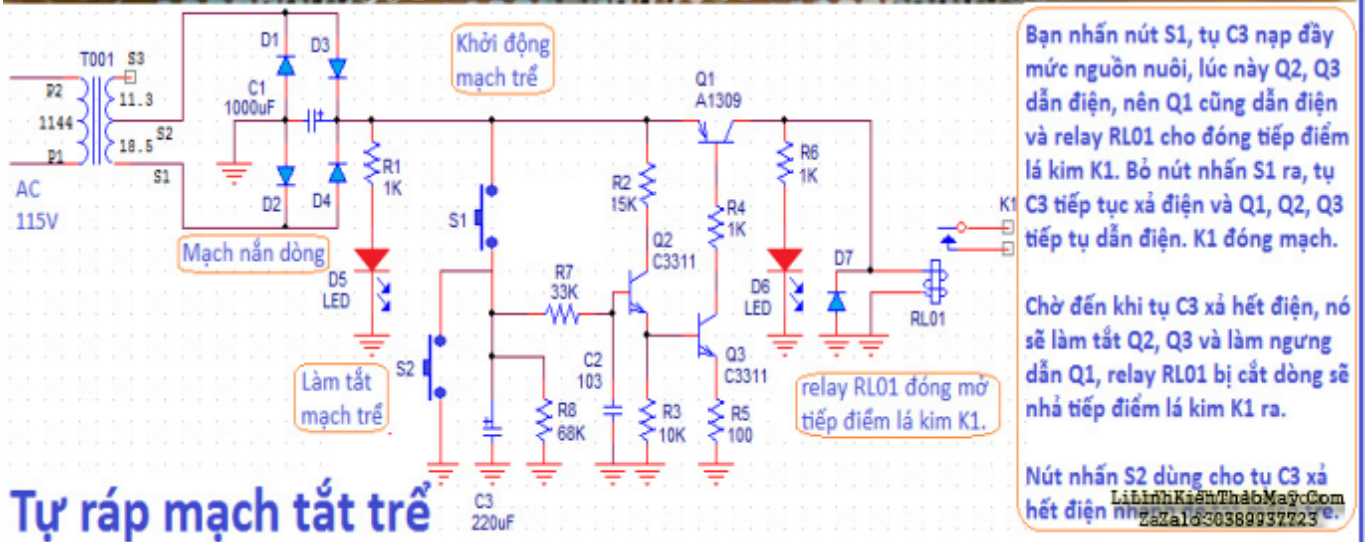 T001
S3
P2
11.3
1144
S2
18.5
P1
S1
AC
115V
D1
D3
C1
1000uF
D2
D4
Mạch nắn dòng
Khởi động
mạch trể
R1
1K
D5
LED
Làm tắt
mạch trể
S1
S2
R7
33K
C3
220uF
R8
68K
C2
103
R2
15K
Q2
C3311
R3
10K
Q1
A1309
R4
1K
Q3
C3311
R5
100
R6
1K
D6
LED
D7
RL01
K1
relay RL01 đóng mở
tiếp điểm lá kim K1.
Bạn nhấn nút S1, tụ C3 nạp đầy
mức nguồn nuôi, lúc này Q2, Q3
dẫn điện, nên Q1 cũng dẫn điện
và relay RL01 cho đóng tiếp điểm
lá kim K1. Bỏ nút nhấn S1 ra, tụ
C3 tiếp tục xả điện và Q1, Q2, Q3
tiếp tụ dẫn điện. K1 đóng mạch.
Chờ đến khi tụ C3 xả hết điện, nó
sẽ làm tắt Q2, Q3 và làm ngưng
dẫn Q1, relay RL01 bị cắt dòng sẽ
nhả tiếp điểm lá kim K1 ra.
Nút nhấn S2 dùng cho tụ C3 xả
hết điện
Tự ráp mạch tắt trể